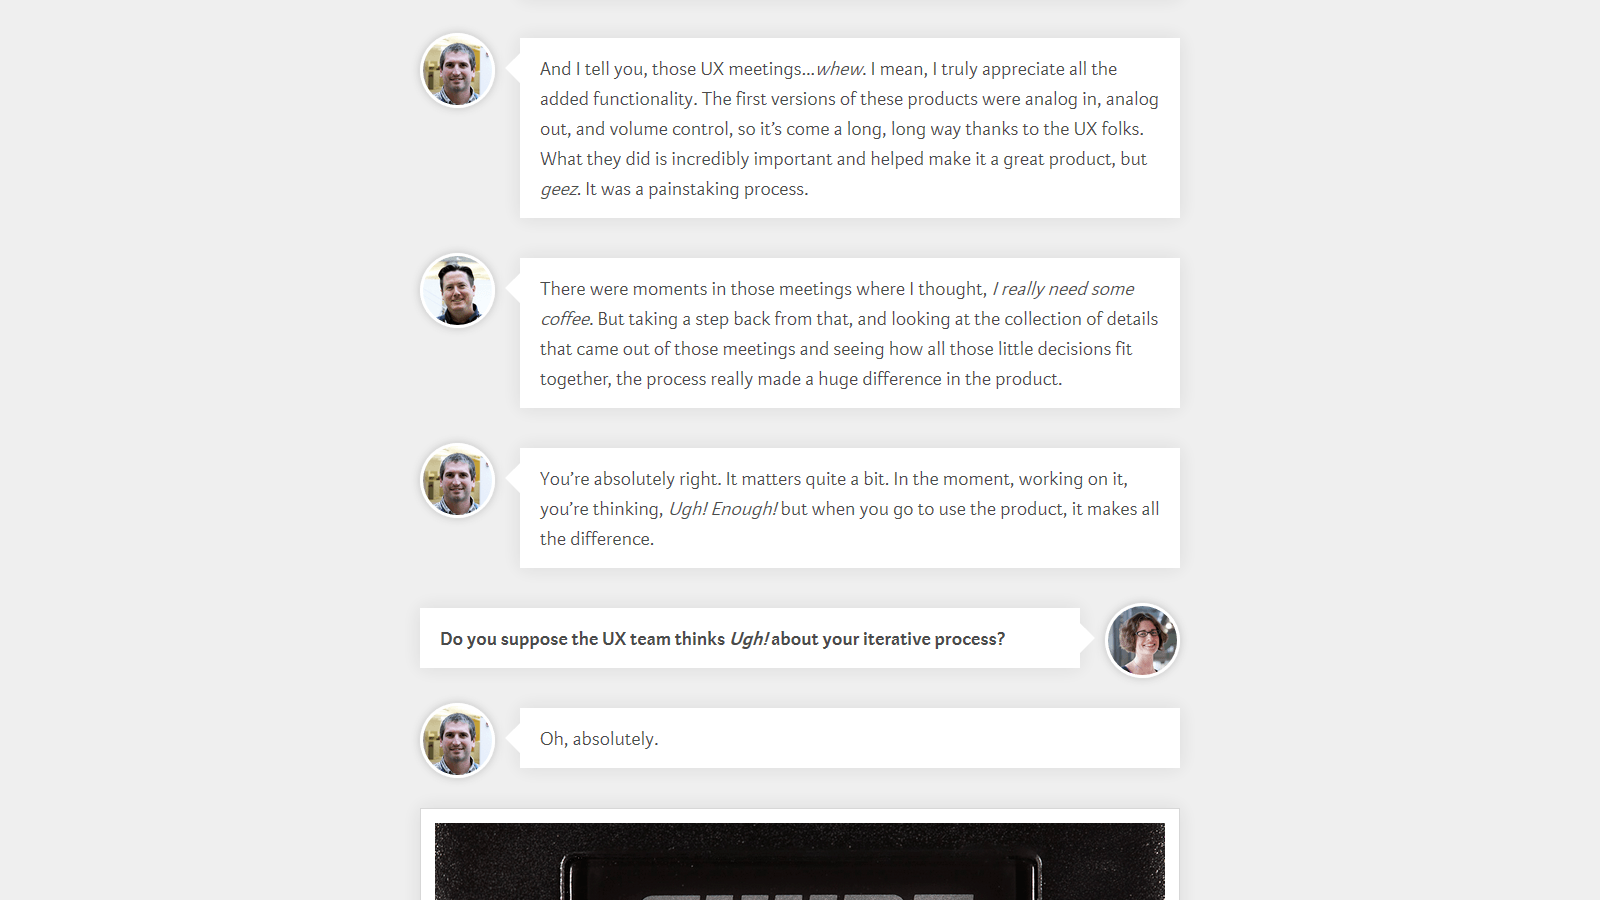 And I tell you, those UX meetings…whew. I mean, I truly appreciate all the
added functionality. The first versions of these products were analog in, analog
out, and volume control, so it’s come a long, long way thanks to the UX folks.
What they did is incredibly important and helped make it a great product, but
geez. It was a painstaking process.
There were moments in those meetings where I thought, I really need some
coffee. But taking a step back from that, and looking at the collection of details
that came out of those meetings and seeing how all those little decisions fit
together, the process really made a huge difference in the product.
You’re absolutely right. It matters quite a bit. In the moment, working on it,
you’re thinking, Ugh! Enough! but when you go to use the product, it makes all
the difference.
Do you suppose the UX team thinks Ugh! about your iterative process?
Oh, absolutely.